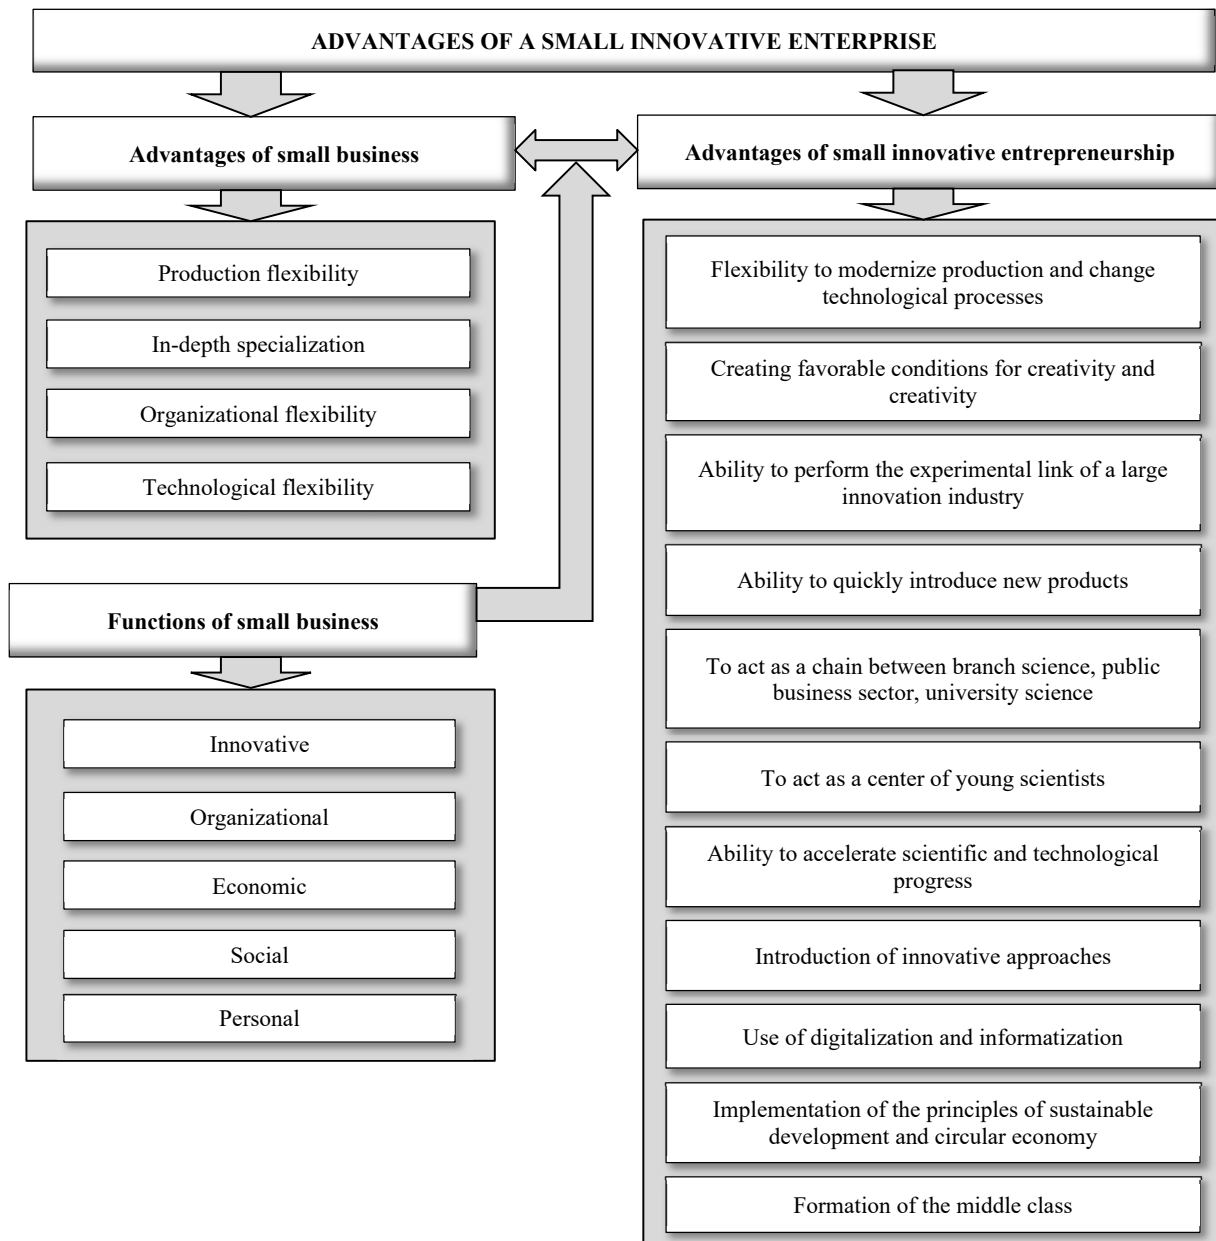 ADVANTAGES OF A SMALL INNOVATIVE ENTERPRISE
Advantages of small business
Production flexibility
In-depth specialization
Organizational flexibility
Technological flexibility
Functions of small business
Innovative
Organizational
Economic
Social
Personal
Advantages of small innovative entrepreneurship
Flexibility to modernize production and change
technological processes
Creating favorable conditions for creativity and
creativity
Ability to perform the experimental link of a large
innovation industry
Ability to quickly introduce new products
To act as a chain between branch science, public
business sector, university science
To act as a center of young scientists
Ability to accelerate scientific and technological
progress
Introduction of innovative approaches
Use of digitalization and informatization
Implementation of the principles of sustainable
development and circular economy
Formation of the middle class